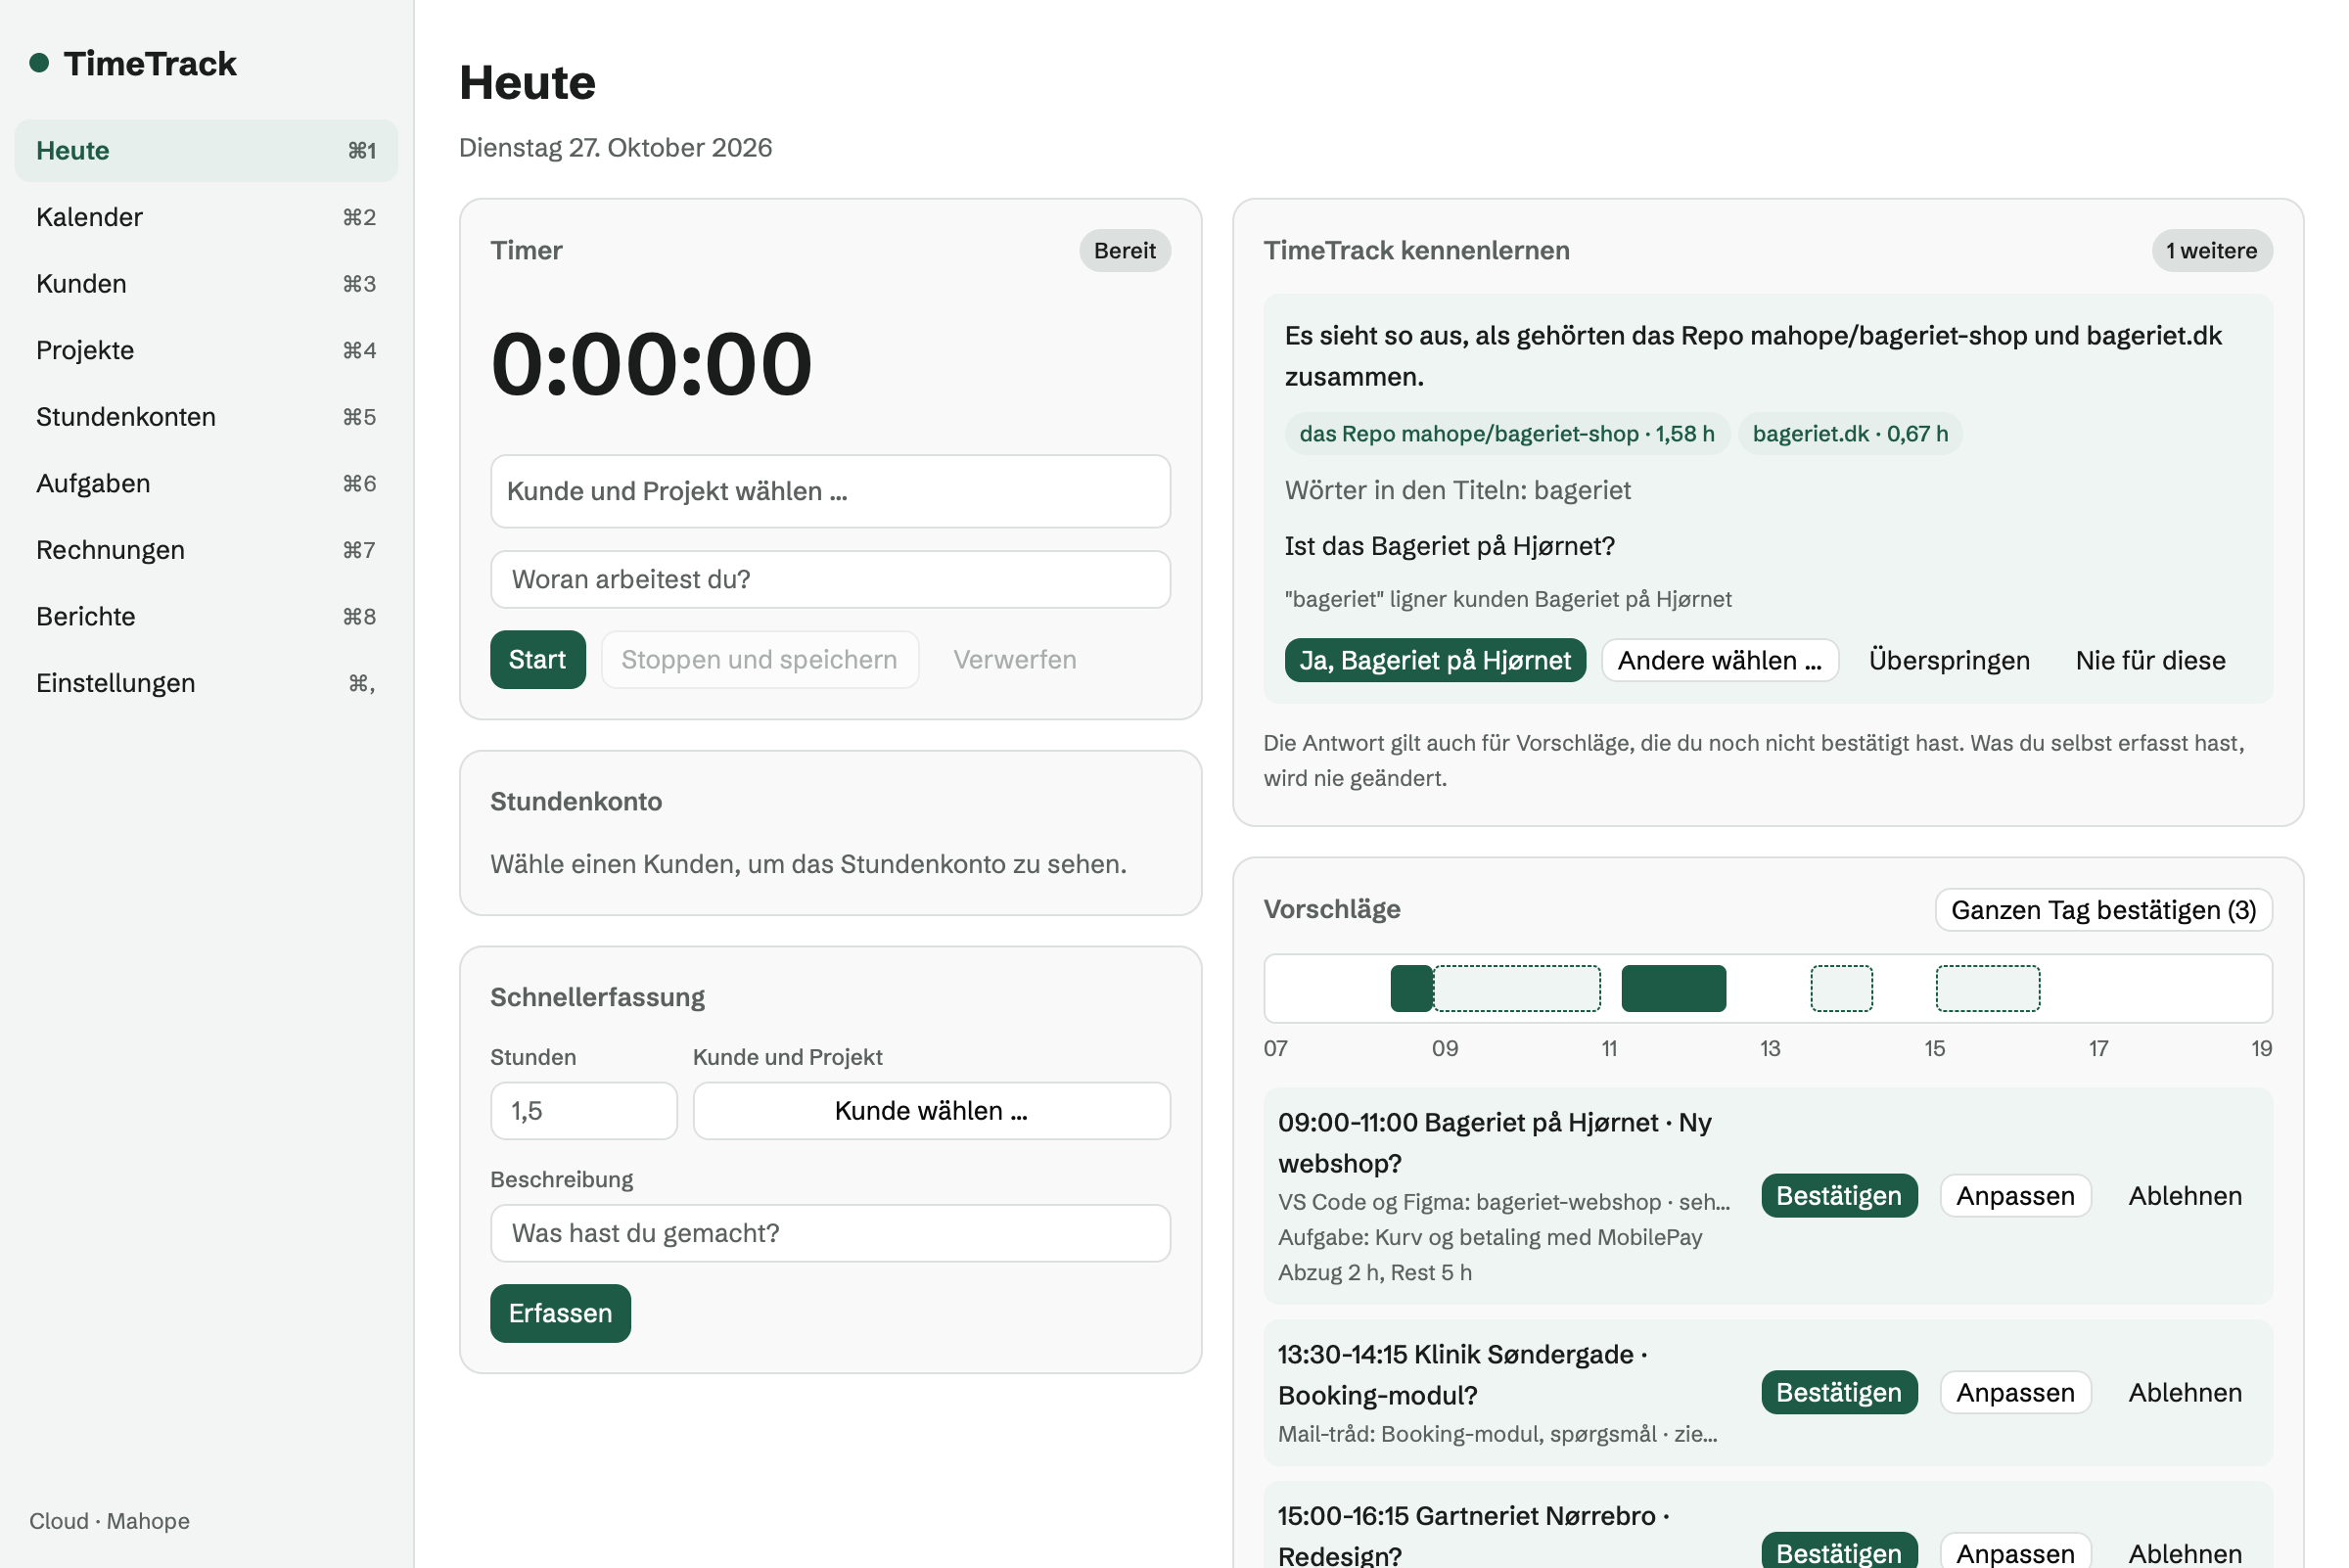 TimeTrack
Heute ⌘1
Kalender ⌘2
Kunden ⌘3
Projekte ⌘4
Stundenkonten ⌘5
Aufgaben ⌘6
Rechnungen ⌘7
Berichte ⌘8
Einstellungen ⌘,
Cloud · Mahope
Heute
Dienstag 27. Oktober 2026
Timer Bereit
0:00:00
Kunde und Projekt wählen ...
Woran arbeitest du?
Start Stoppen und speichern Verwerfen
Stundenkonto
Wähle einen Kunden, um das Stundenkonto zu sehen.
Schnellerfassung
Stunden Kunde und Projekt
1,5 Kunde wählen ...
Beschreibung
Was hast du gemacht?
Erfassen
TimeTrack kennenlernen 1 weitere
Es sieht so aus, als gehörten das Repo mahope/bageriet-shop und bageriet.dk
zusammen.
das Repo mahope/bageriet-shop · 1,58 h bageriet.dk · 0,67 h
Wörter in den Titeln: bageriet
Ist das Bageriet på Hjørnet?
"bageriet" ligner kunden Bageriet på Hjørnet
Ja, Bageriet på Hjørnet Andere wählen ... Überspringen Nie für diese
Die Antwort gilt auch für Vorschläge, die du noch nicht bestätigt hast. Was du selbst erfasst hast,
wird nie geändert.
Vorschläge Ganzen Tag bestätigen (3)
07 09 11 13 15 17 19
09:00-11:00 Bageriet på Hjørnet · Ny
webshop?
VS Code og Figma: bageriet-webshop · seh...
Aufgabe: Kurv og betaling med MobilePay
Abzug 2 h, Rest 5 h
Bestätigen Anpassen Ablehnen
13:30-14:15 Klinik Søndergade ·
Booking-modul?
Mail-tråd: Booking-modul, spørgsmål · zie...
Bestätigen Anpassen Ablehnen
15:00-16:15 Gartneriet Nørrebro ·
Redesign?
Bestätigen Anpassen Ablehnen